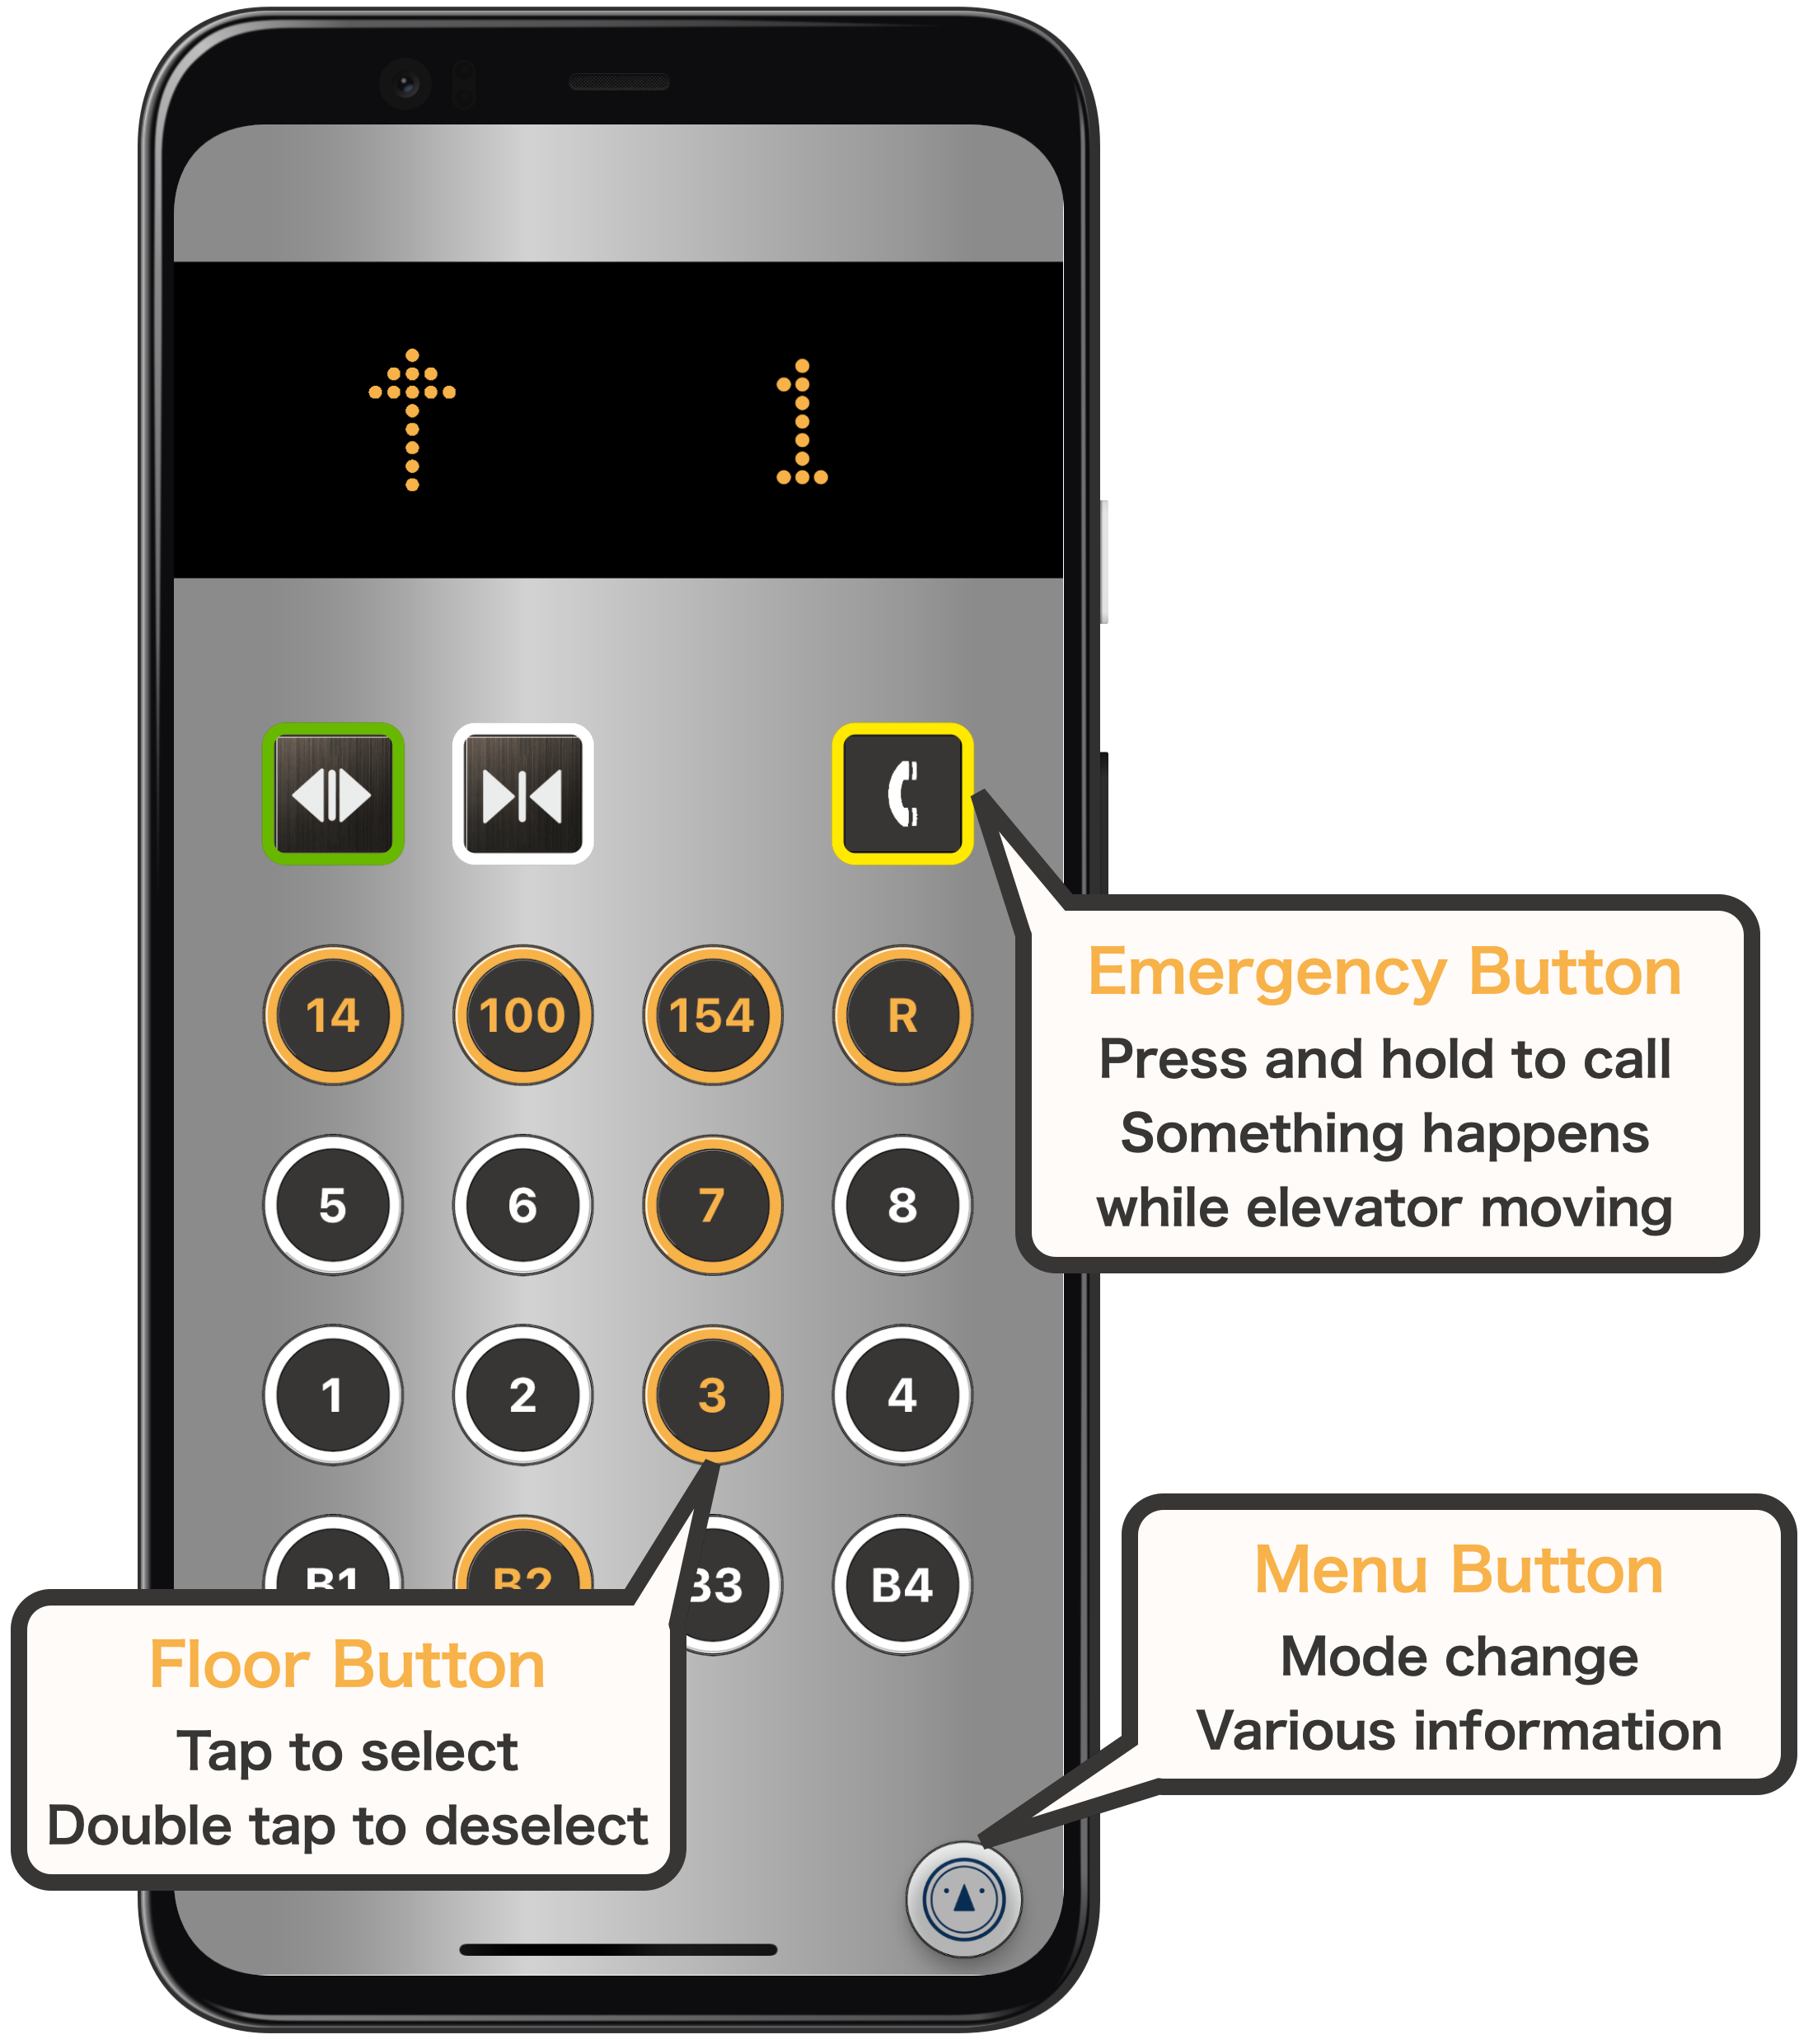 1
14 100 154 R
5 6 7 8
1 2 3 4
B1 B2 B3 B4
Emergency Button
Press and hold to call
Something happens
while elevator moving
Floor Button
Tap to select
Double tap to deselect
Menu Button
Mode change
Various information